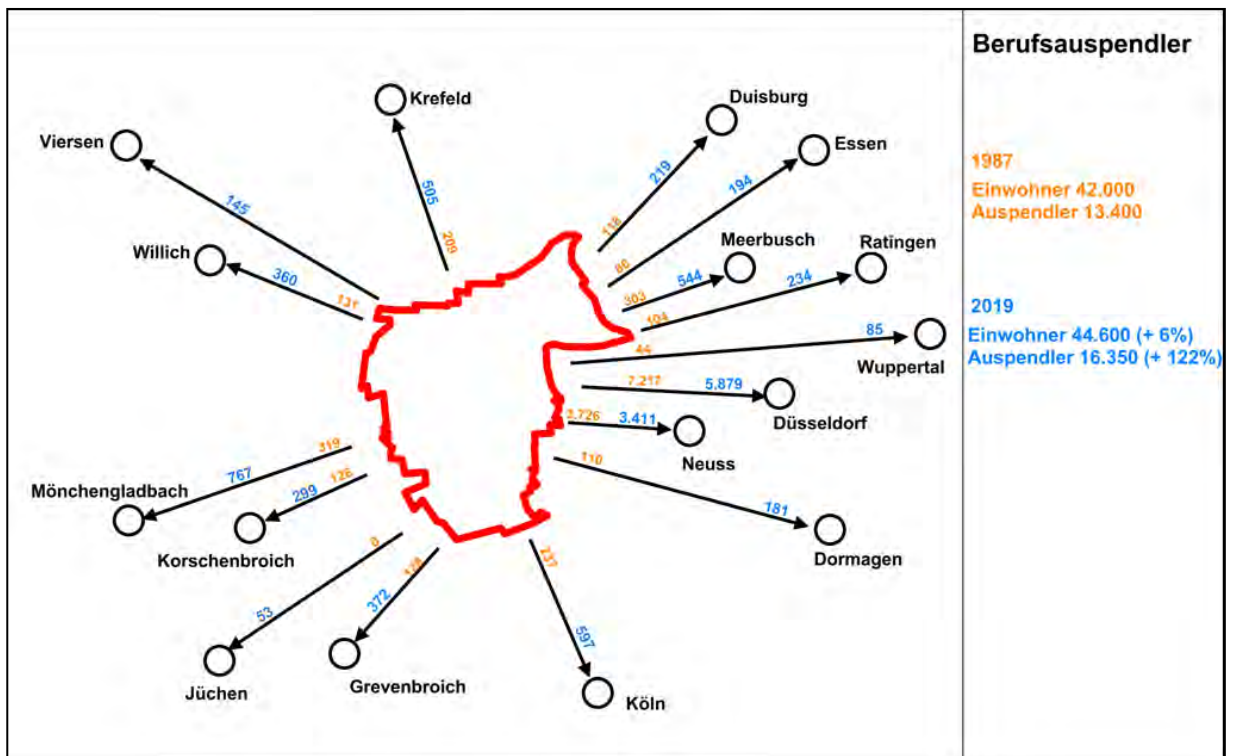 Berufsauspendler
Krefeld
Duisburg
Viersen
Essen
219
194
1987
505
Einwohner 42.000
145
Auspendler 13.400
118
209
Meerbusch
Ratingen
Willich
80
544
234
360
131
303
104
2019
85
Einwohner 44.600 (+ 6%)
44
Auspendler 16.350 (+ 122%)
Wuppertal
7.217
5.879
3.726
3.411
Düsseldorf
319
110
Neuss
767
126
Mönchengladbach
299
181
Korschenbroich
0
237
Dormagen
53
372
597
Jüchen
Grevenbroich
Köln